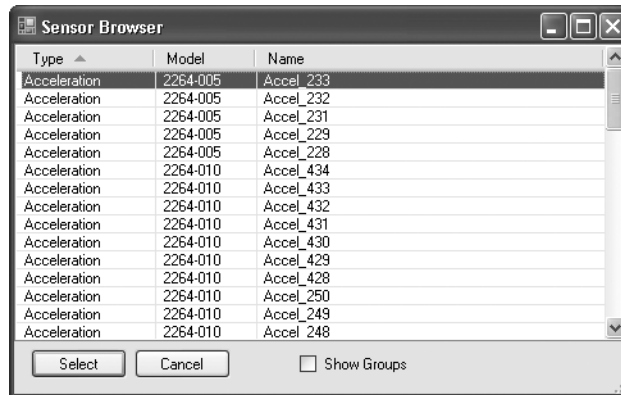 Sensor Browser
Type Model Name
Acceleration 2264-005 Accel_233
Acceleration 2264-005 Accel_232
Acceleration 2264-005 Accel_231
Acceleration 2264-005 Accel_229
Acceleration 2264-005 Accel_228
Acceleration 2264-010 Accel_434
Acceleration 2264-010 Accel_433
Acceleration 2264-010 Accel_432
Acceleration 2264-010 Accel_431
Acceleration 2264-010 Accel_430
Acceleration 2264-010 Accel_429
Acceleration 2264-010 Accel_428
Acceleration 2264-010 Accel_250
Acceleration 2264-010 Accel_249
Acceleration 2264-010 Accel_248
Select Cancel Show Groups